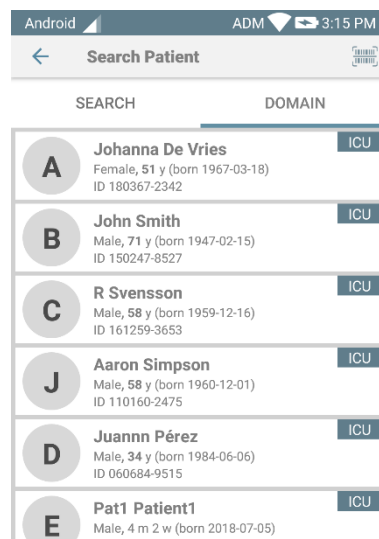 Android ADM 3:15 PM
Search Patient
SEARCH DOMAIN
ICU
A Johanna De Vries
Female, 51 y (born 1967-03-18)
ID 180367-2342
ICU
B John Smith
Male, 71 y (born 1947-02-15)
ID 150247-8527
ICU
C R Svensson
Male, 58 y (born 1959-12-16)
ID 161259-3653
ICU
J Aaron Simpson
Male, 58 y (born 1960-12-01)
ID 110160-2475
ICU
D Juannn Pérez
Male, 34 y (born 1984-06-06)
ID 060684-9515
ICU
E Pat1 Patient1
Male, 4 m 2 w (born 2018-07-05)